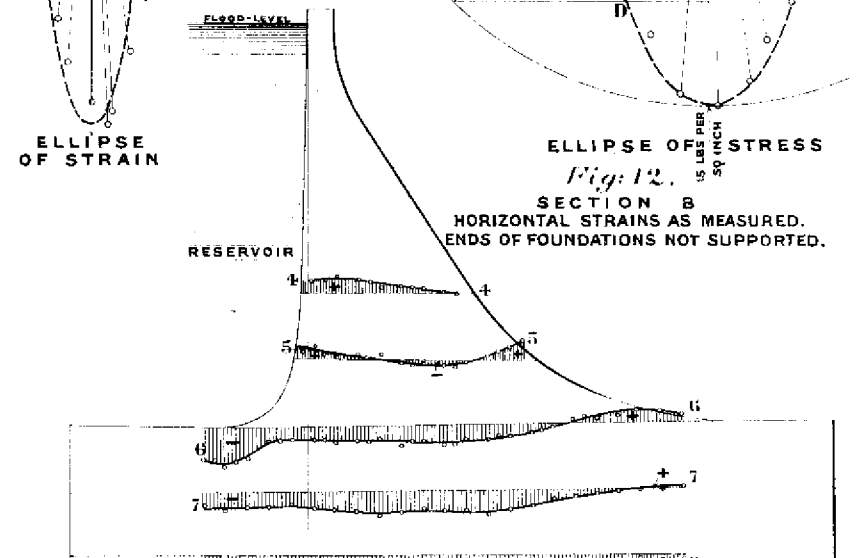 FLOOD-LEVEL
D
ELLIPSE
OF STRAIN
ELLIPSE OF STRESS
15 LBS PER
SQ INCH
Fig: 12.
SECTION B
HORIZONTAL STRAINS AS MEASURED.
ENDS OF FOUNDATIONS NOT SUPPORTED.
RESERVOIR
4 + 4
5 + - + 5
6 - + 6
7 - + 7